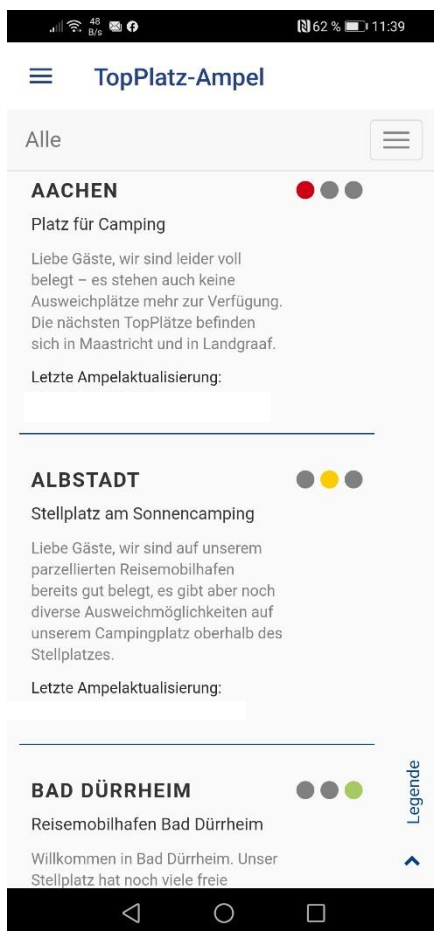 48 B/s 62 % 11:39
TopPlatz-Ampel
Alle
AACHEN
Platz für Camping
Liebe Gäste, wir sind leider voll
belegt – es stehen auch keine
Ausweichplätze mehr zur Verfügung.
Die nächsten TopPlätze befinden
sich in Maastricht und in Landgraaf.
Letzte Ampelaktualisierung:
ALBSTADT
Stellplatz am Sonnencamping
Liebe Gäste, wir sind auf unserem
parzellierten Reisemobilhafen
bereits gut belegt, es gibt aber noch
diverse Ausweichmöglichkeiten auf
unserem Campingplatz oberhalb des
Stellplatzes.
Letzte Ampelaktualisierung:
BAD DÜRRHEIM
Reisemobilhafen Bad Dürrheim
Willkommen in Bad Dürrheim. Unser
Stellplatz hat noch viele freie
Legende